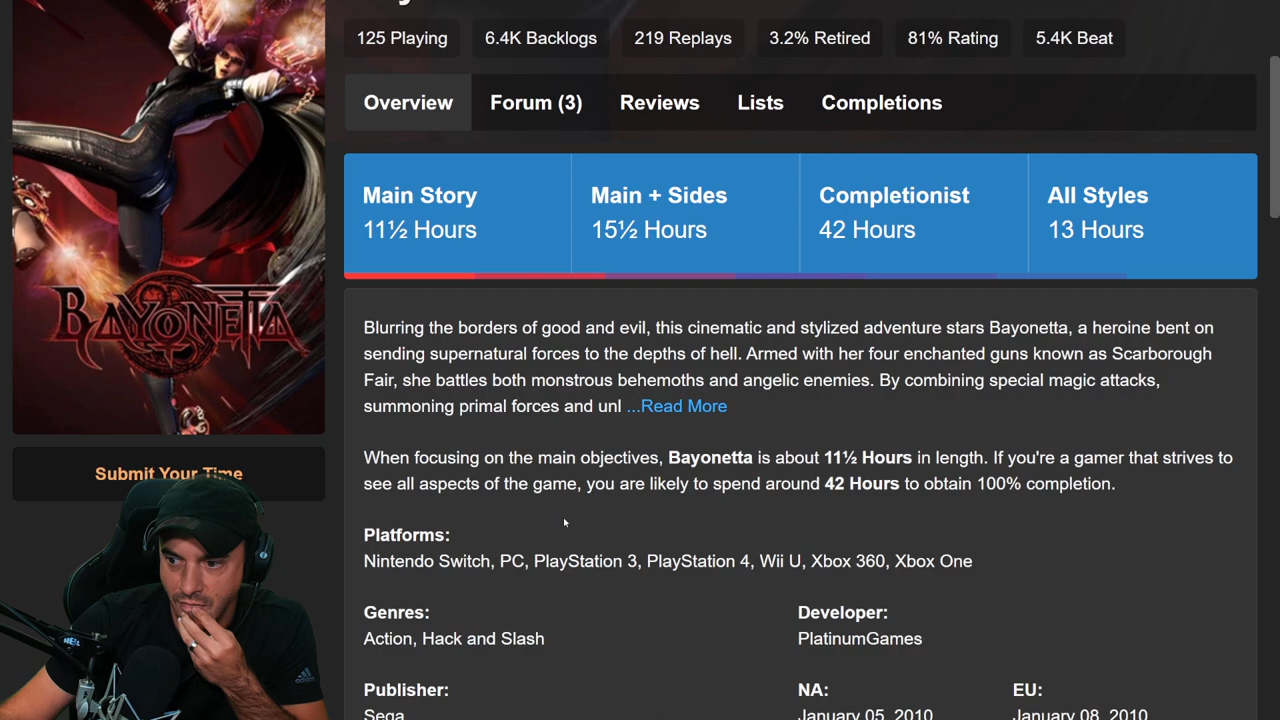 125 Playing 6.4K Backlogs 219 Replays 3.2% Retired 81% Rating 5.4K Beat
Overview Forum (3) Reviews Lists Completions
Main Story Main + Sides Completionist All Styles
11½ Hours 15½ Hours 42 Hours 13 Hours
BAYONETTA
Blurring the borders of good and evil, this cinematic and stylized adventure stars Bayonetta, a heroine bent on
sending supernatural forces to the depths of hell. Armed with her four enchanted guns known as Scarborough
Fair, she battles both monstrous behemoths and angelic enemies. By combining special magic attacks,
summoning primal forces and unl ...Read More
When focusing on the main objectives, Bayonetta is about 11½ Hours in length. If you're a gamer that strives to
see all aspects of the game, you are likely to spend around 42 Hours to obtain 100% completion.
Submit Your Time
Platforms:
Nintendo Switch, PC, PlayStation 3, PlayStation 4, Wii U, Xbox 360, Xbox One
Genres: Developer:
Action, Hack and Slash PlatinumGames
Publisher: NA: EU:
Sega January 05, 2010 January 08, 2010